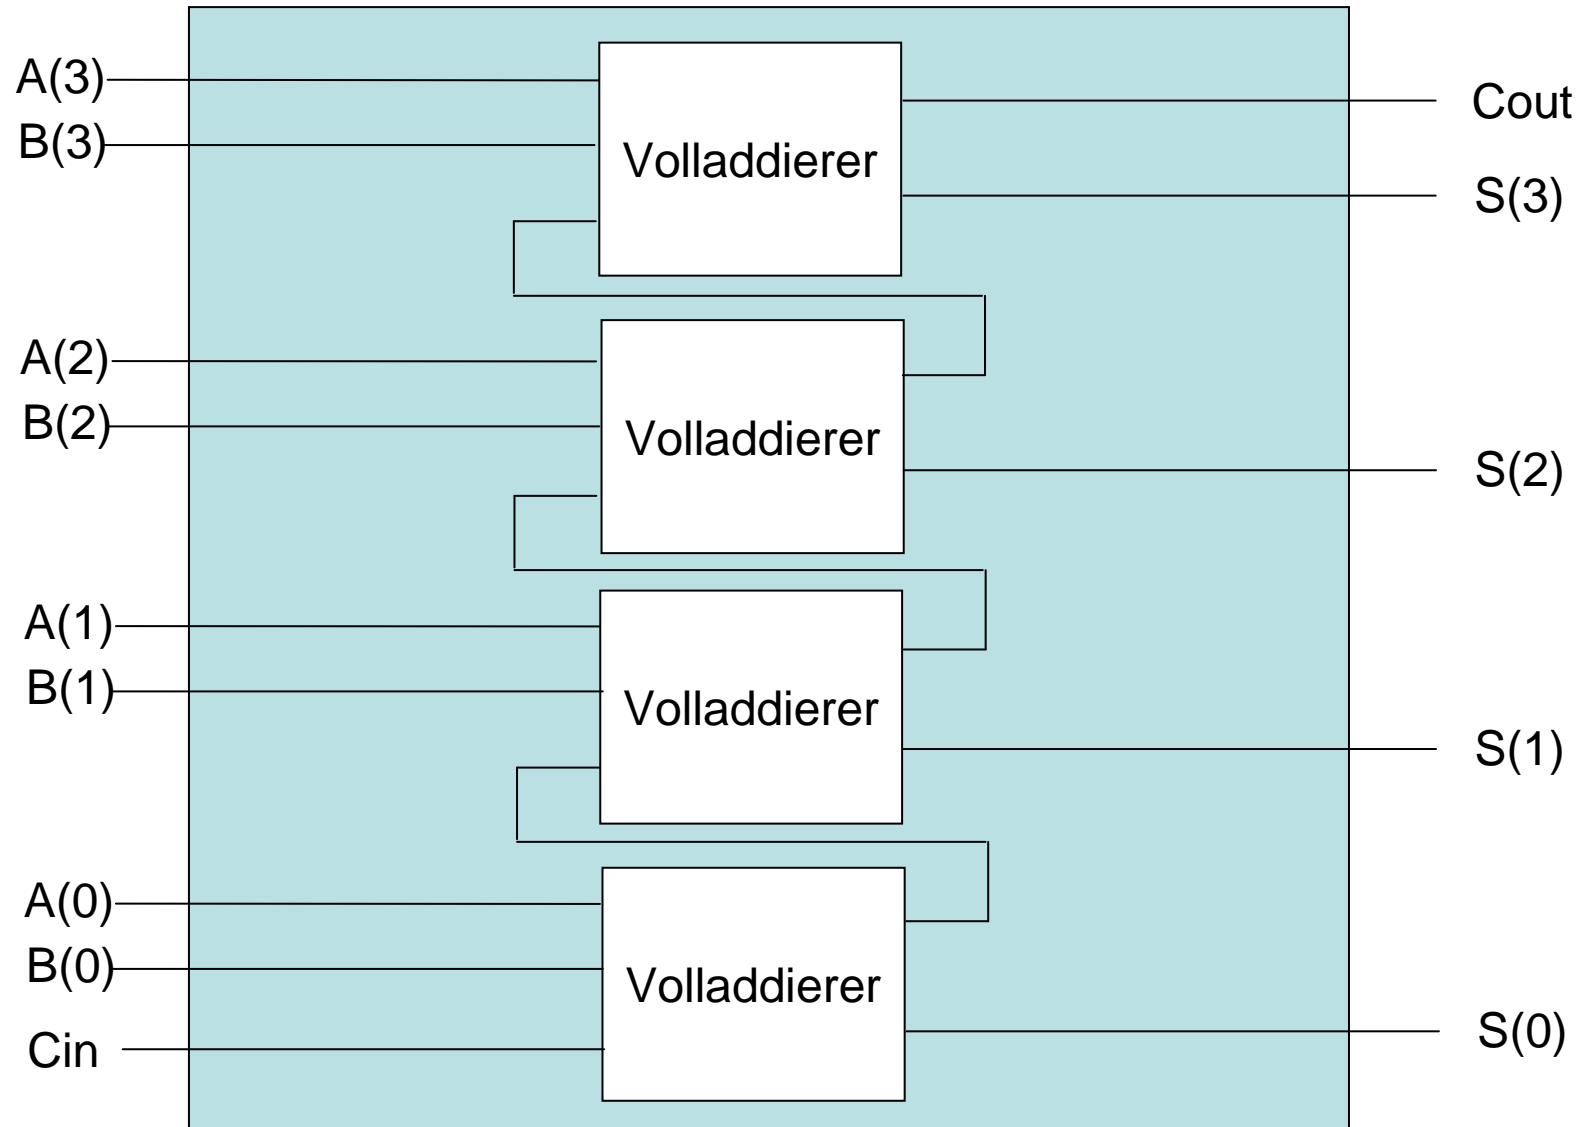 A(3)
B(3)
Volladdierer
Cout
S(3)
A(2)
B(2)
Volladdierer
S(2)
A(1)
B(1)
Volladdierer
S(1)
A(0)
B(0)
Cin
Volladdierer
S(0)